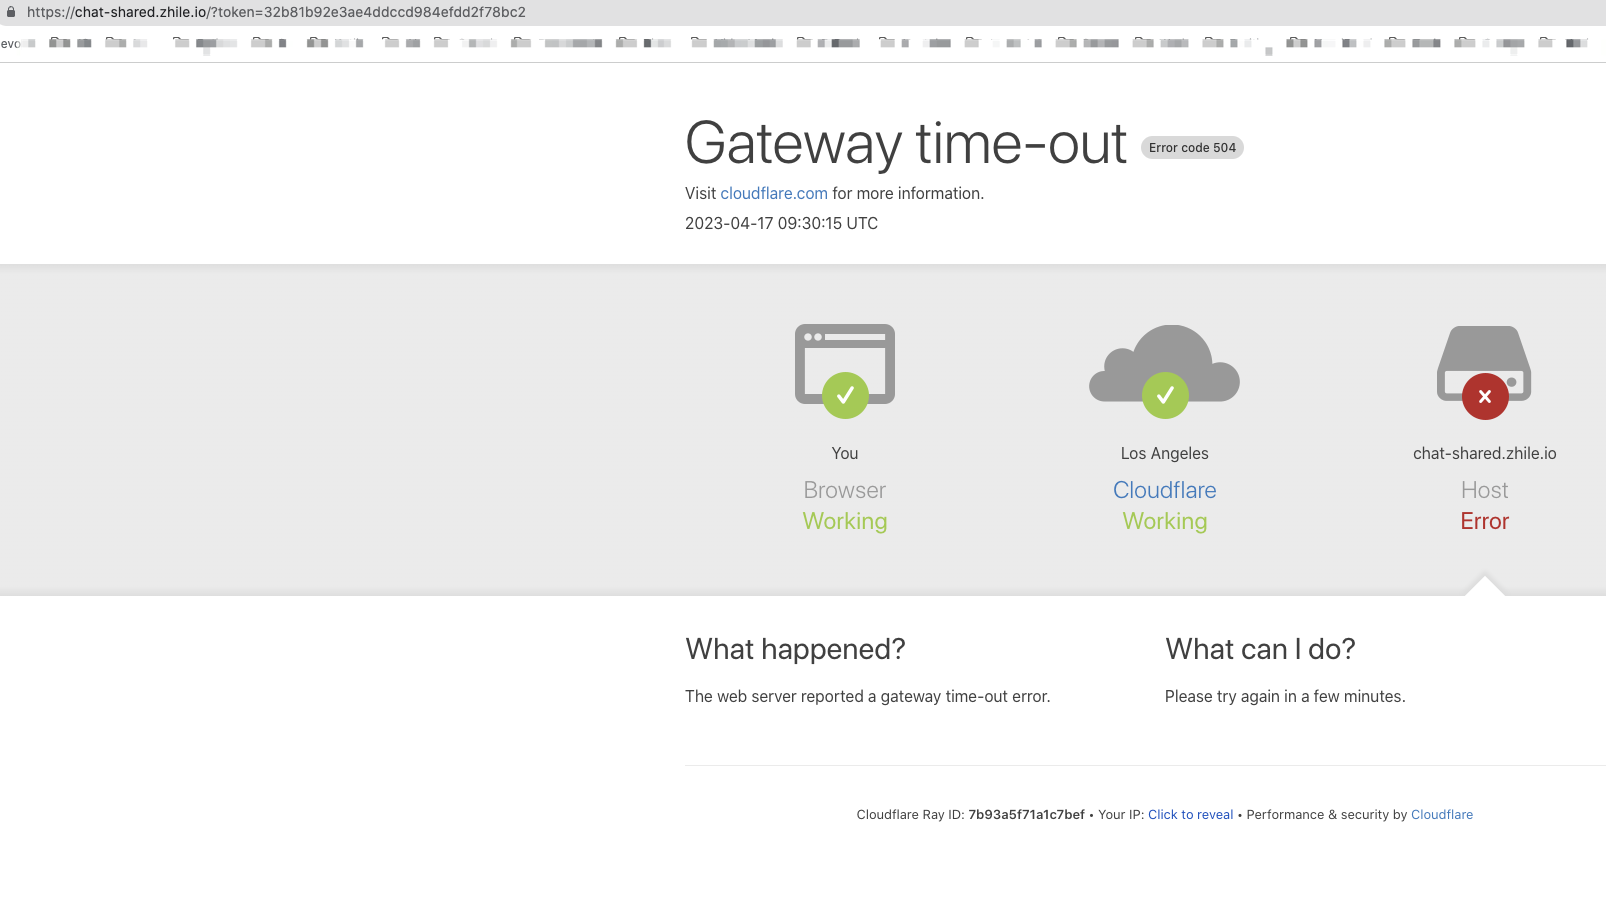 https://chat-shared.zhile.io/?token=32b81b92e3ae4ddccd984efdd2f78bc2
evo
Gateway time-out Error code 504
Visit cloudflare.com for more information.
2023-04-17 09:30:15 UTC
You Los Angeles chat-shared.zhile.io
Browser Cloudflare Host
Working Working Error
What happened? What can I do?
The web server reported a gateway time-out error. Please try again in a few minutes.
Cloudflare Ray ID: 7b93a5f71a1c7bef • Your IP: Click to reveal • Performance & security by Cloudflare